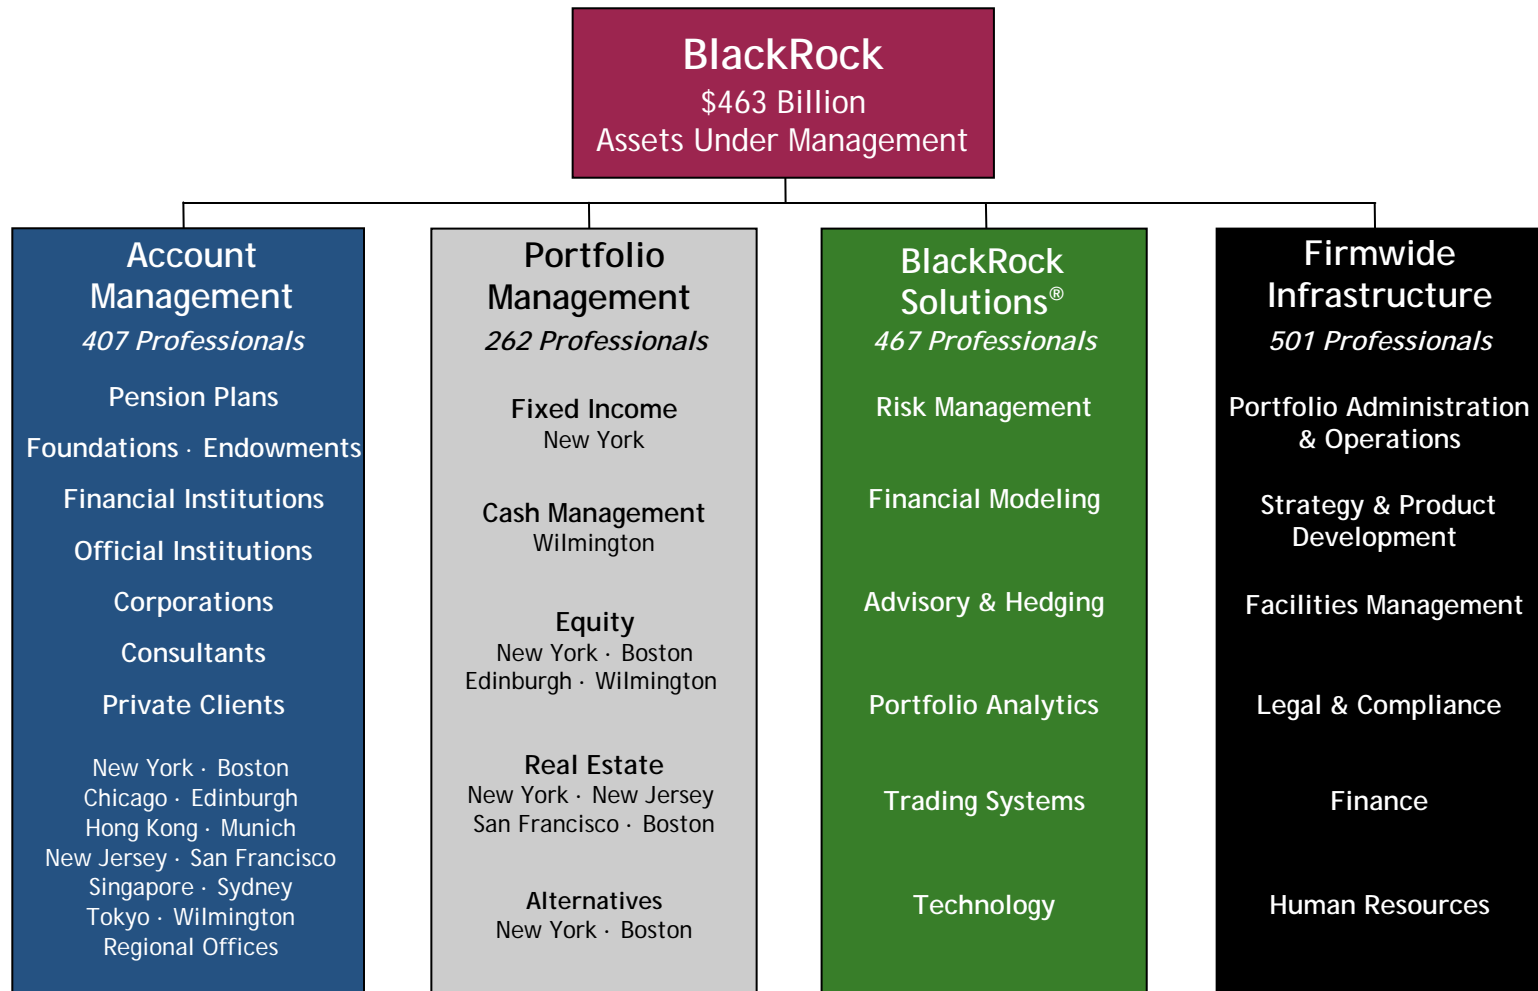 BlackRock
$463 Billion
Assets Under Management
Account
Management
407 Professionals
Pension Plans
Foundations · Endowments
Financial Institutions
Official Institutions
Corporations
Consultants
Private Clients
New York · Boston
Chicago · Edinburgh
Hong Kong · Munich
New Jersey · San Francisco
Singapore · Sydney
Tokyo · Wilmington
Regional Offices
Portfolio
Management
262 Professionals
Fixed Income
New York
Cash Management
Wilmington
Equity
New York · Boston
Edinburgh · Wilmington
Real Estate
New York · New Jersey
San Francisco · Boston
Alternatives
New York · Boston
BlackRock
Solutions®
467 Professionals
Risk Management
Financial Modeling
Advisory & Hedging
Portfolio Analytics
Trading Systems
Technology
Firmwide
Infrastructure
501 Professionals
Portfolio Administration
& Operations
Strategy & Product
Development
Facilities Management
Legal & Compliance
Finance
Human Resources